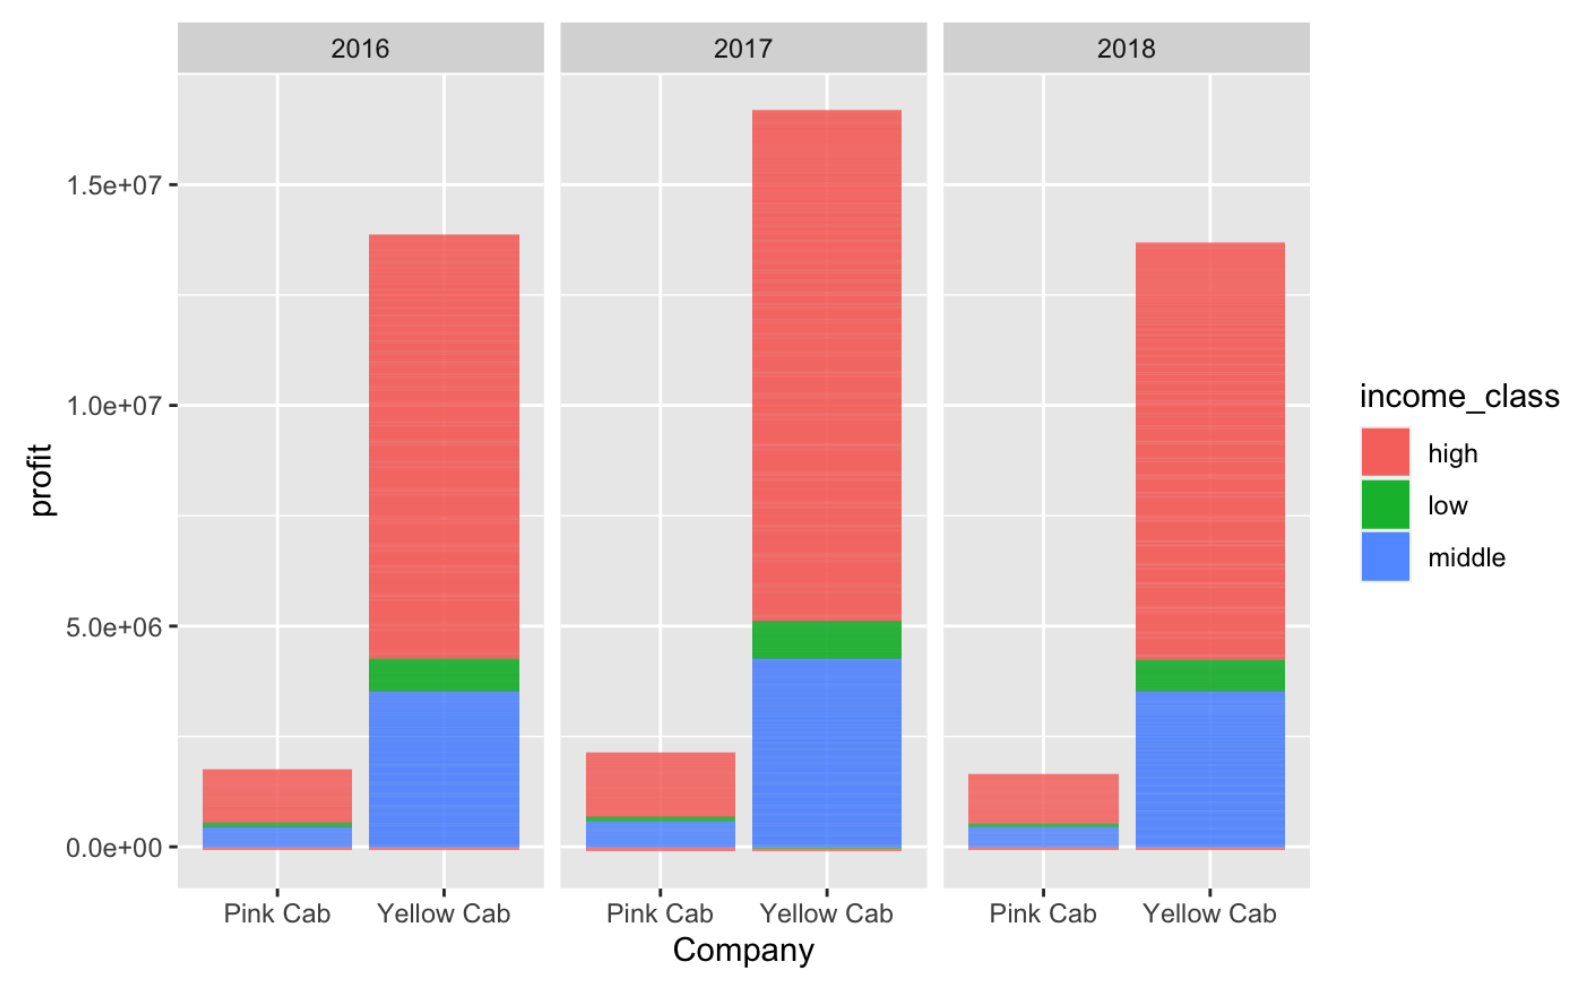 2016 2017 2018
1.5e+07
1.0e+07
5.0e+06
0.0e+00
profit
Pink Cab Yellow Cab Pink Cab Yellow Cab Pink Cab Yellow Cab
Company
income_class
high
low
middle